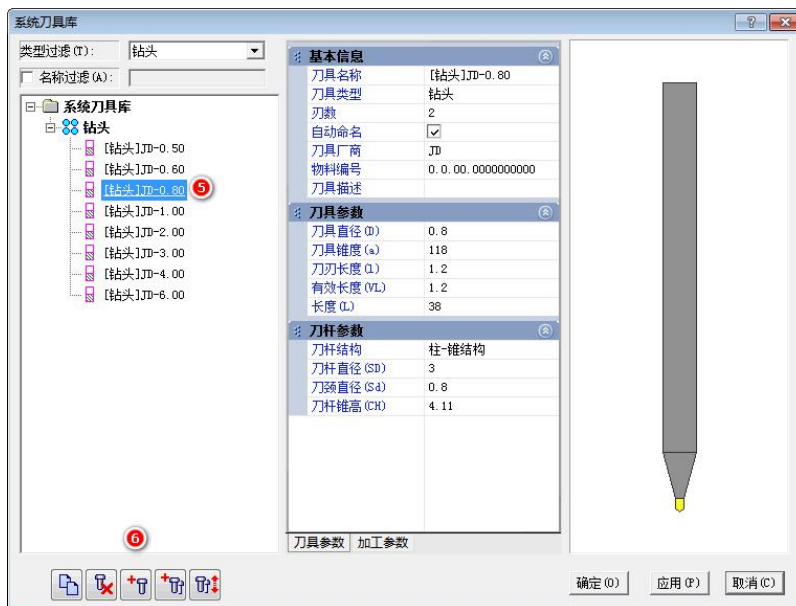 系统刀具库
类型过滤(T): 钻头
名称过滤(A):
系统刀具库
钻头
[钻头]JD-0.50
[钻头]JD-0.60
[钻头]JD-0.80 5
[钻头]JD-1.00
[钻头]JD-2.00
[钻头]JD-3.00
[钻头]JD-4.00
[钻头]JD-6.00
6
基本信息
刀具名称 [钻头]JD-0.80
刀具类型 钻头
刃数 2
自动命名
刀具厂商 JD
物料编号 0.0.00.0000000000
刀具描述
刀具参数
刀具直径(D) 0.8
刀具锥度(a) 118
刀刃长度(l) 1.2
有效长度(VL) 1.2
长度(L) 38
刀杆参数
刀杆结构 柱-锥结构
刀杆直径(SD) 3
刀颈直径(Sd) 0.8
刀杆锥高(CH) 4.11
刀具参数 加工参数
确定(O) 应用(P) 取消(C)